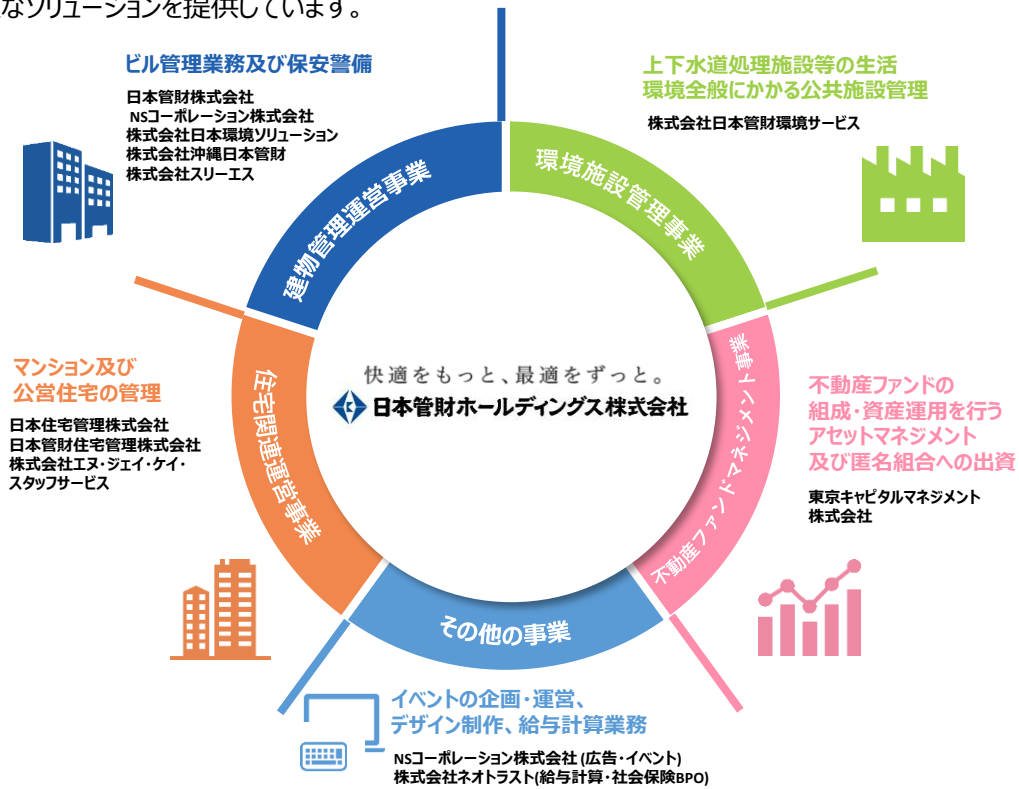 なソリューションを提供しています。
ビル管理業務及び保安警備
日本管財株式会社
NSコーポレーション株式会社
株式会社日本環境ソリューション
株式会社沖縄日本管財
株式会社スリーエス
上下水道処理施設等の生活
環境全般にかかる公共施設管理
株式会社日本管財環境サービス
建物管理運営事業
環境施設管理事業
マンション及び
公営住宅の管理
日本住宅管理株式会社
日本管財住宅管理株式会社
株式会社エヌ・ジェイ・ケイ・
スタッフサービス
住宅関連運営事業
快適をもっと、最適をずっと。
日本管財ホールディングス株式会社
不動産ファンドマネジメント事業
不動産ファンドの
組成・資産運用を行う
アセットマネジメント
及び匿名組合への出資
東京キャピタルマネジメント
株式会社
その他の事業
イベントの企画・運営、
デザイン制作、給与計算業務
NSコーポレーション株式会社 (広告・イベント)
株式会社ネオトラスト(給与計算・社会保険BPO)